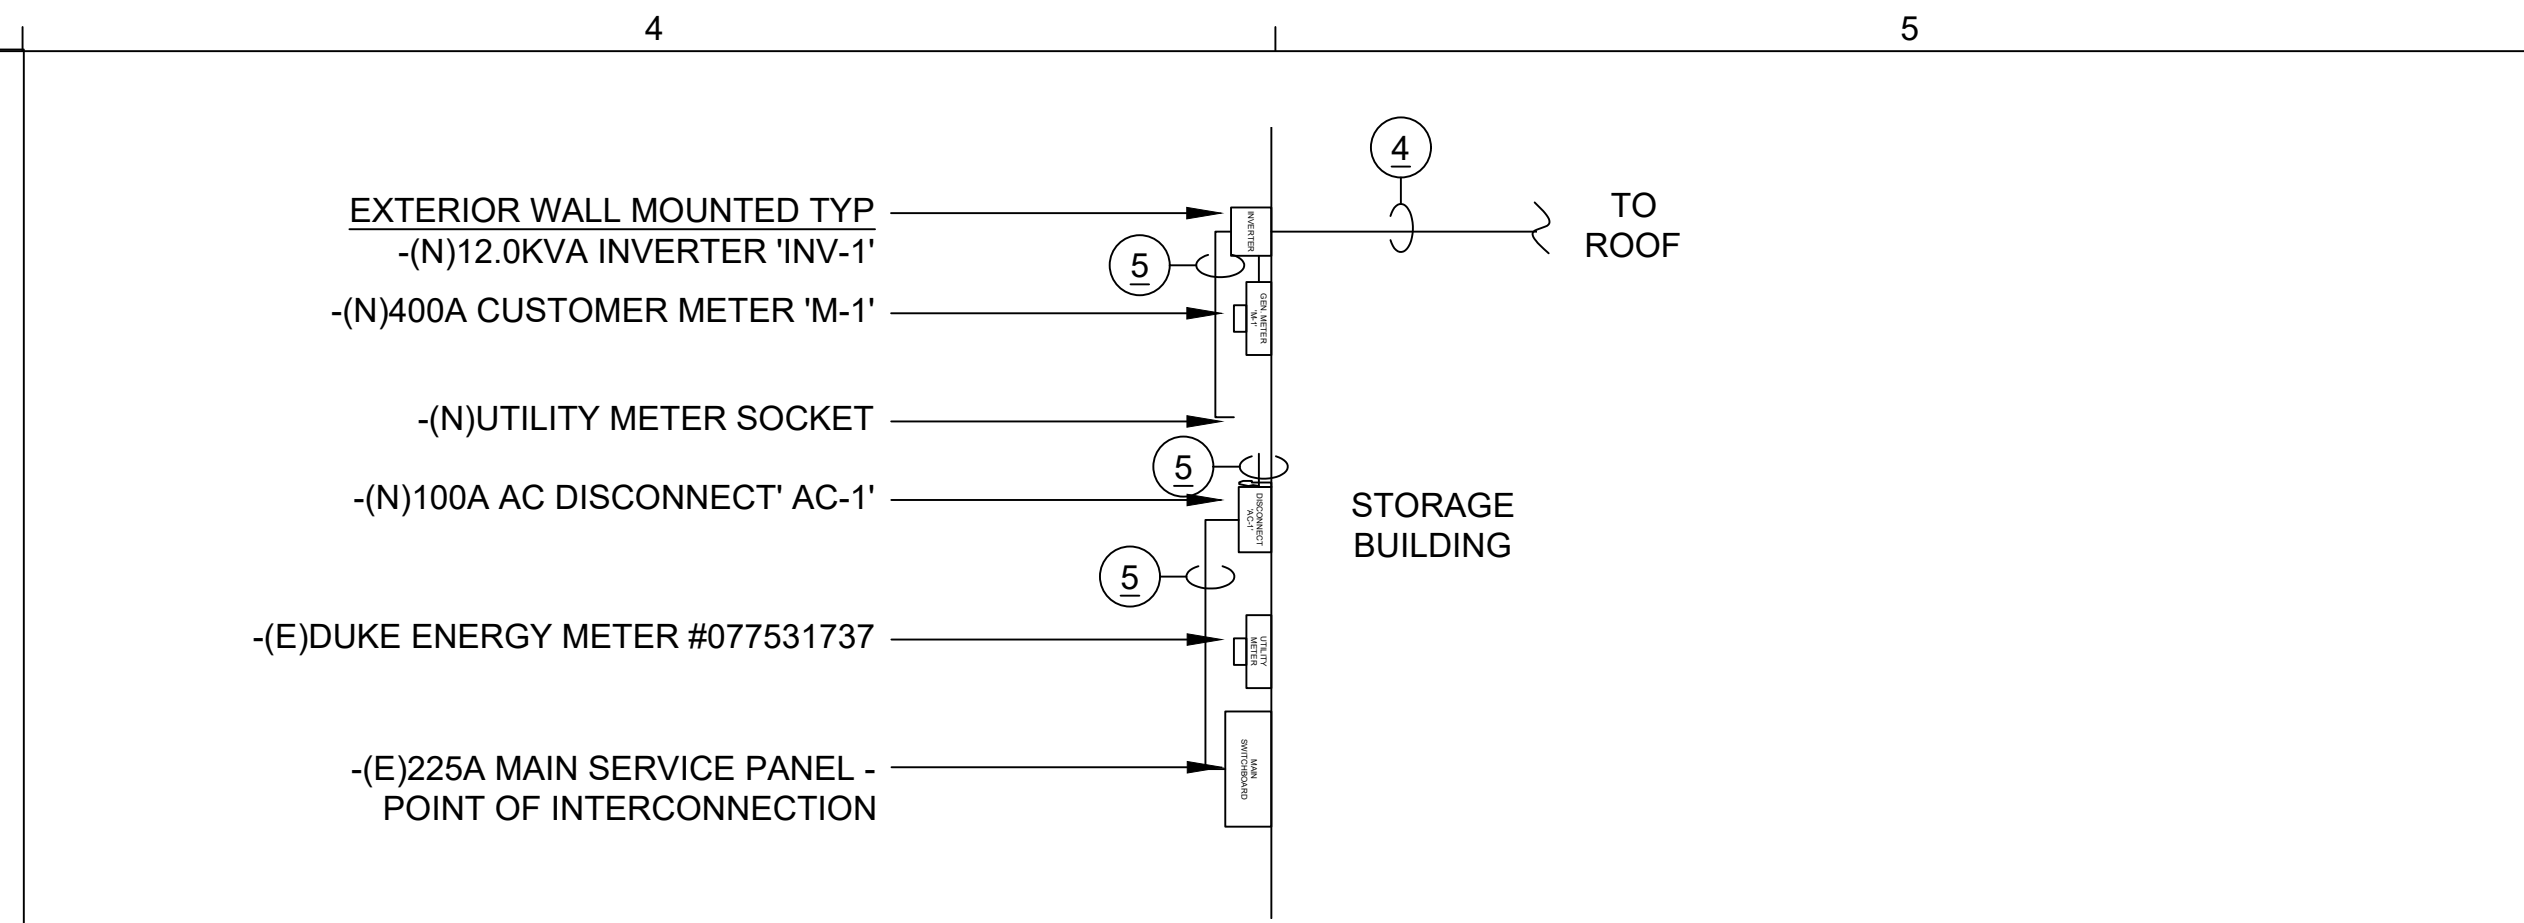 4
5
4
EXTERIOR WALL MOUNTED TYP
-(N)12.0KVA INVERTER 'INV-1'
INVERTER
TO
ROOF
5
-(N)400A CUSTOMER METER 'M-1'
GEN. METER
'M-1'
-(N)UTILITY METER SOCKET
5
-(N)100A AC DISCONNECT' AC-1'
DISCONNECT
'AC-1'
STORAGE
BUILDING
5
-(E)DUKE ENERGY METER #077531737
UTILITY
METER
-(E)225A MAIN SERVICE PANEL -
POINT OF INTERCONNECTION
MAIN
SWITCHBOARD